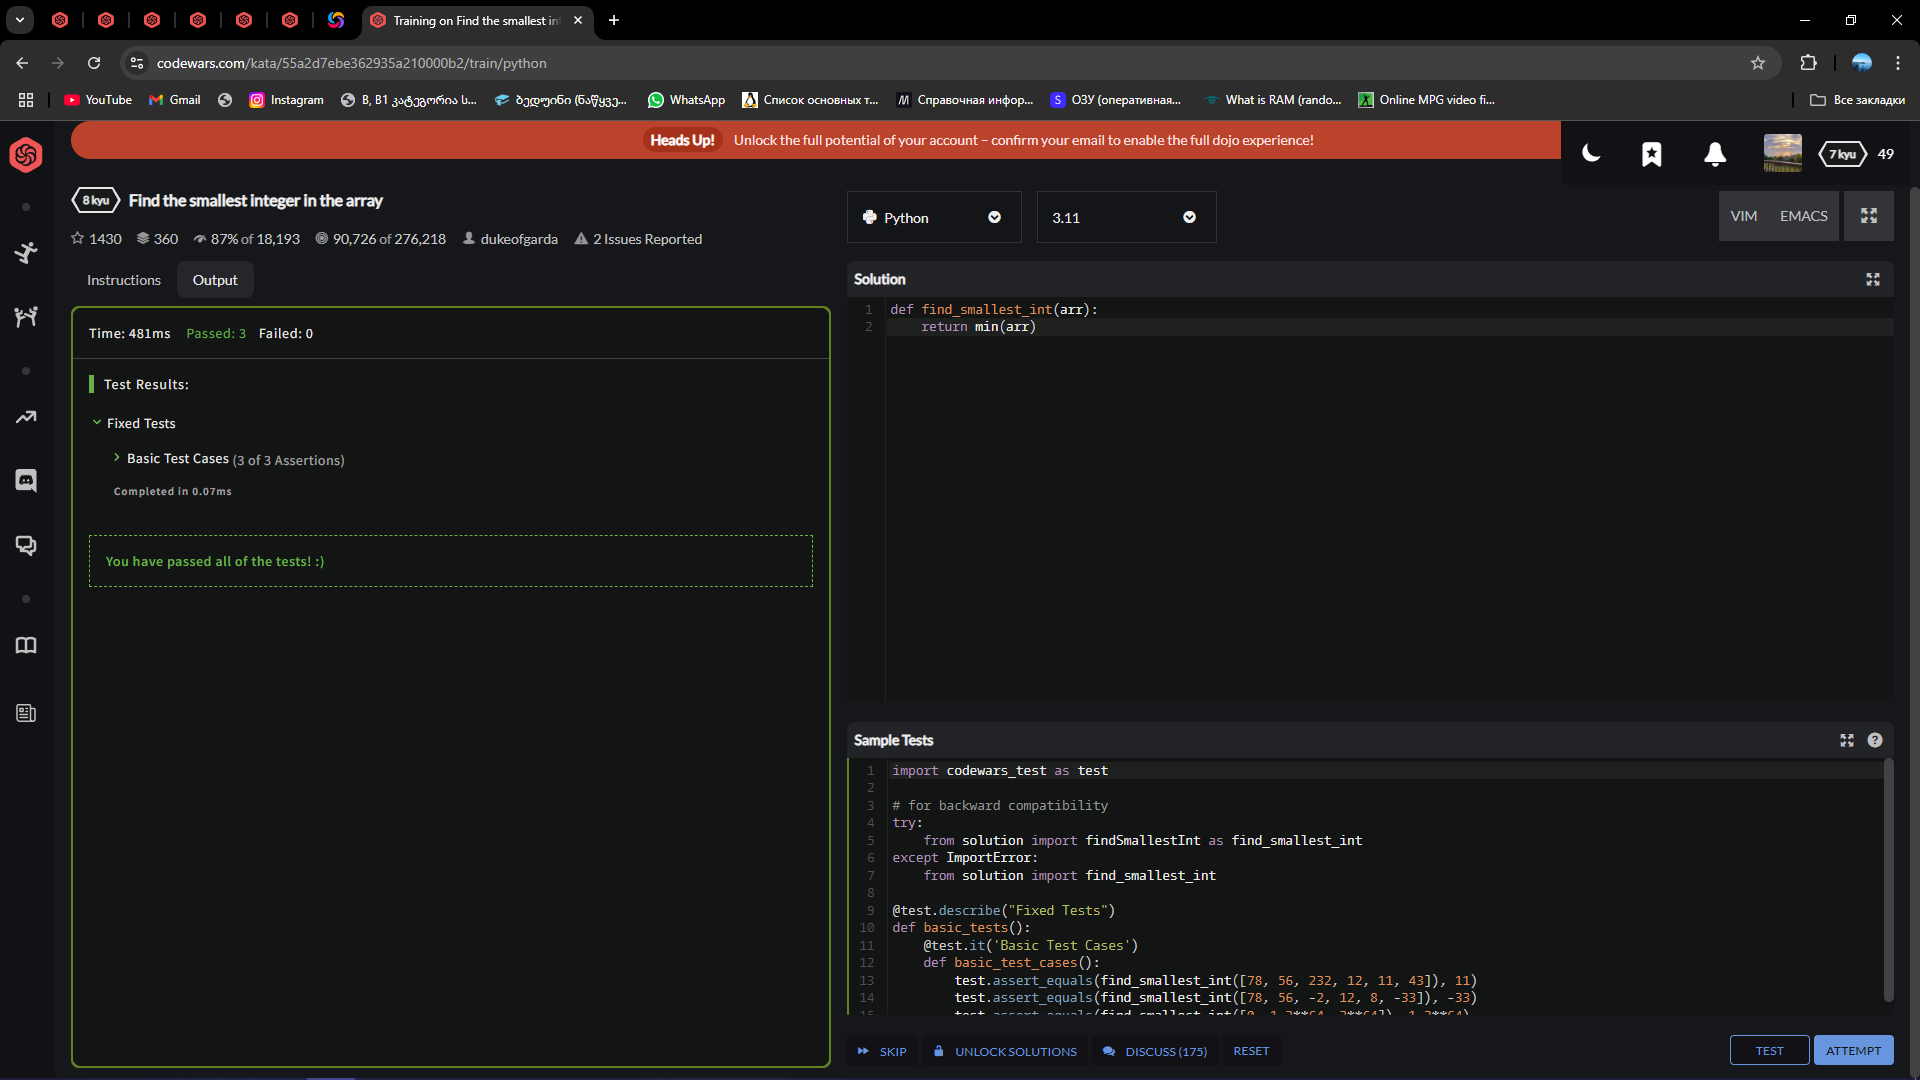 Training on Find the smallest in
codewars.com/kata/55a2d7ebe362935a210000b2/train/python
YouTube
Gmail
Instagram
B, B1 კატეგორია ს...
ბედუინი (ნაწყვე...
WhatsApp
Список основных т...
Справочная инфор...
ОЗУ (оперативная...
What is RAM (rando...
Online MPG video fi...
Все закладки
Heads Up! Unlock the full potential of your account – confirm your email to enable the full dojo experience!
7 kyu 49
8 kyu Find the smallest integer in the array
1430 360 87% of 18,193 90,726 of 276,218 dukeofgarda 2 Issues Reported
Instructions
Output
Time: 481ms Passed: 3 Failed: 0
Test Results:
Fixed Tests
Basic Test Cases (3 of 3 Assertions)
Completed in 0.07ms
You have passed all of the tests! :)
Python
3.11
VIM EMACS
Solution
1 def find_smallest_int(arr):
2 return min(arr)
Sample Tests
1 import codewars_test as test
2
3 # for backward compatibility
4 try:
5 from solution import findSmallestInt as find_smallest_int
6 except ImportError:
7 from solution import find_smallest_int
8
9 @test.describe("Fixed Tests")
10 def basic_tests():
11 @test.it('Basic Test Cases')
12 def basic_test_cases():
13 test.assert_equals(find_smallest_int([78, 56, 232, 12, 11, 43]), 11)
14 test.assert_equals(find_smallest_int([78, 56, -2, 12, 8, -33]), -33)
SKIP
UNLOCK SOLUTIONS
DISCUSS (175)
RESET
TEST
ATTEMPT